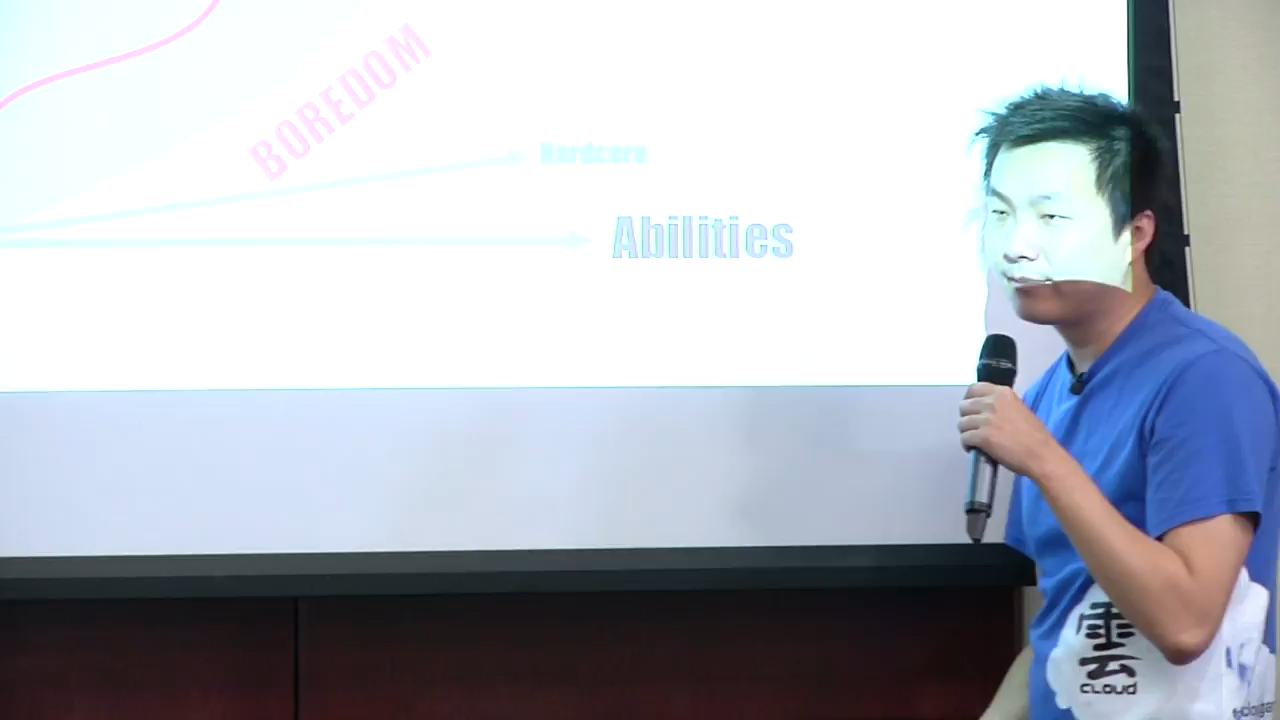 BOREDOM
Hardcore
Abilities
雲
CLOUD